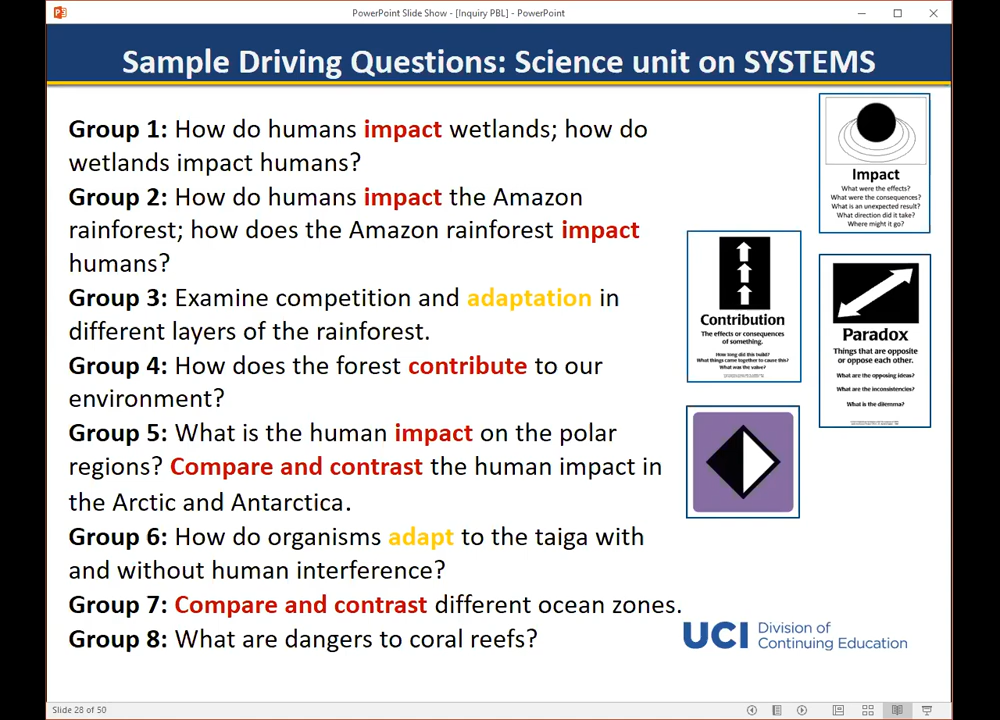 PowerPoint Slide Show - [Inquiry PBL] - PowerPoint
Sample Driving Questions: Science unit on SYSTEMS
Group 1: How do humans impact wetlands; how do
wetlands impact humans?
Group 2: How do humans impact the Amazon
rainforest; how does the Amazon rainforest impact
humans?
Group 3: Examine competition and adaptation in
different layers of the rainforest.
Group 4: How does the forest contribute to our
environment?
Group 5: What is the human impact on the polar
regions? Compare and contrast the human impact in
the Arctic and Antarctica.
Group 6: How do organisms adapt to the taiga with
and without human interference?
Group 7: Compare and contrast different ocean zones.
Group 8: What are dangers to coral reefs?
Impact
What were the effects?
What were the consequences?
What is an unexpected result?
What direction did it take?
Where might it go?
Contribution
The effects or consequences
of something.
How long did this build?
What things came together to cause this?
What was the value?
Paradox
Things that are opposite
or oppose each other.
What are the opposing ideas?
What are the inconsistencies?
What is the dilemma?
UCI Division of
Continuing Education
Slide 28 of 50